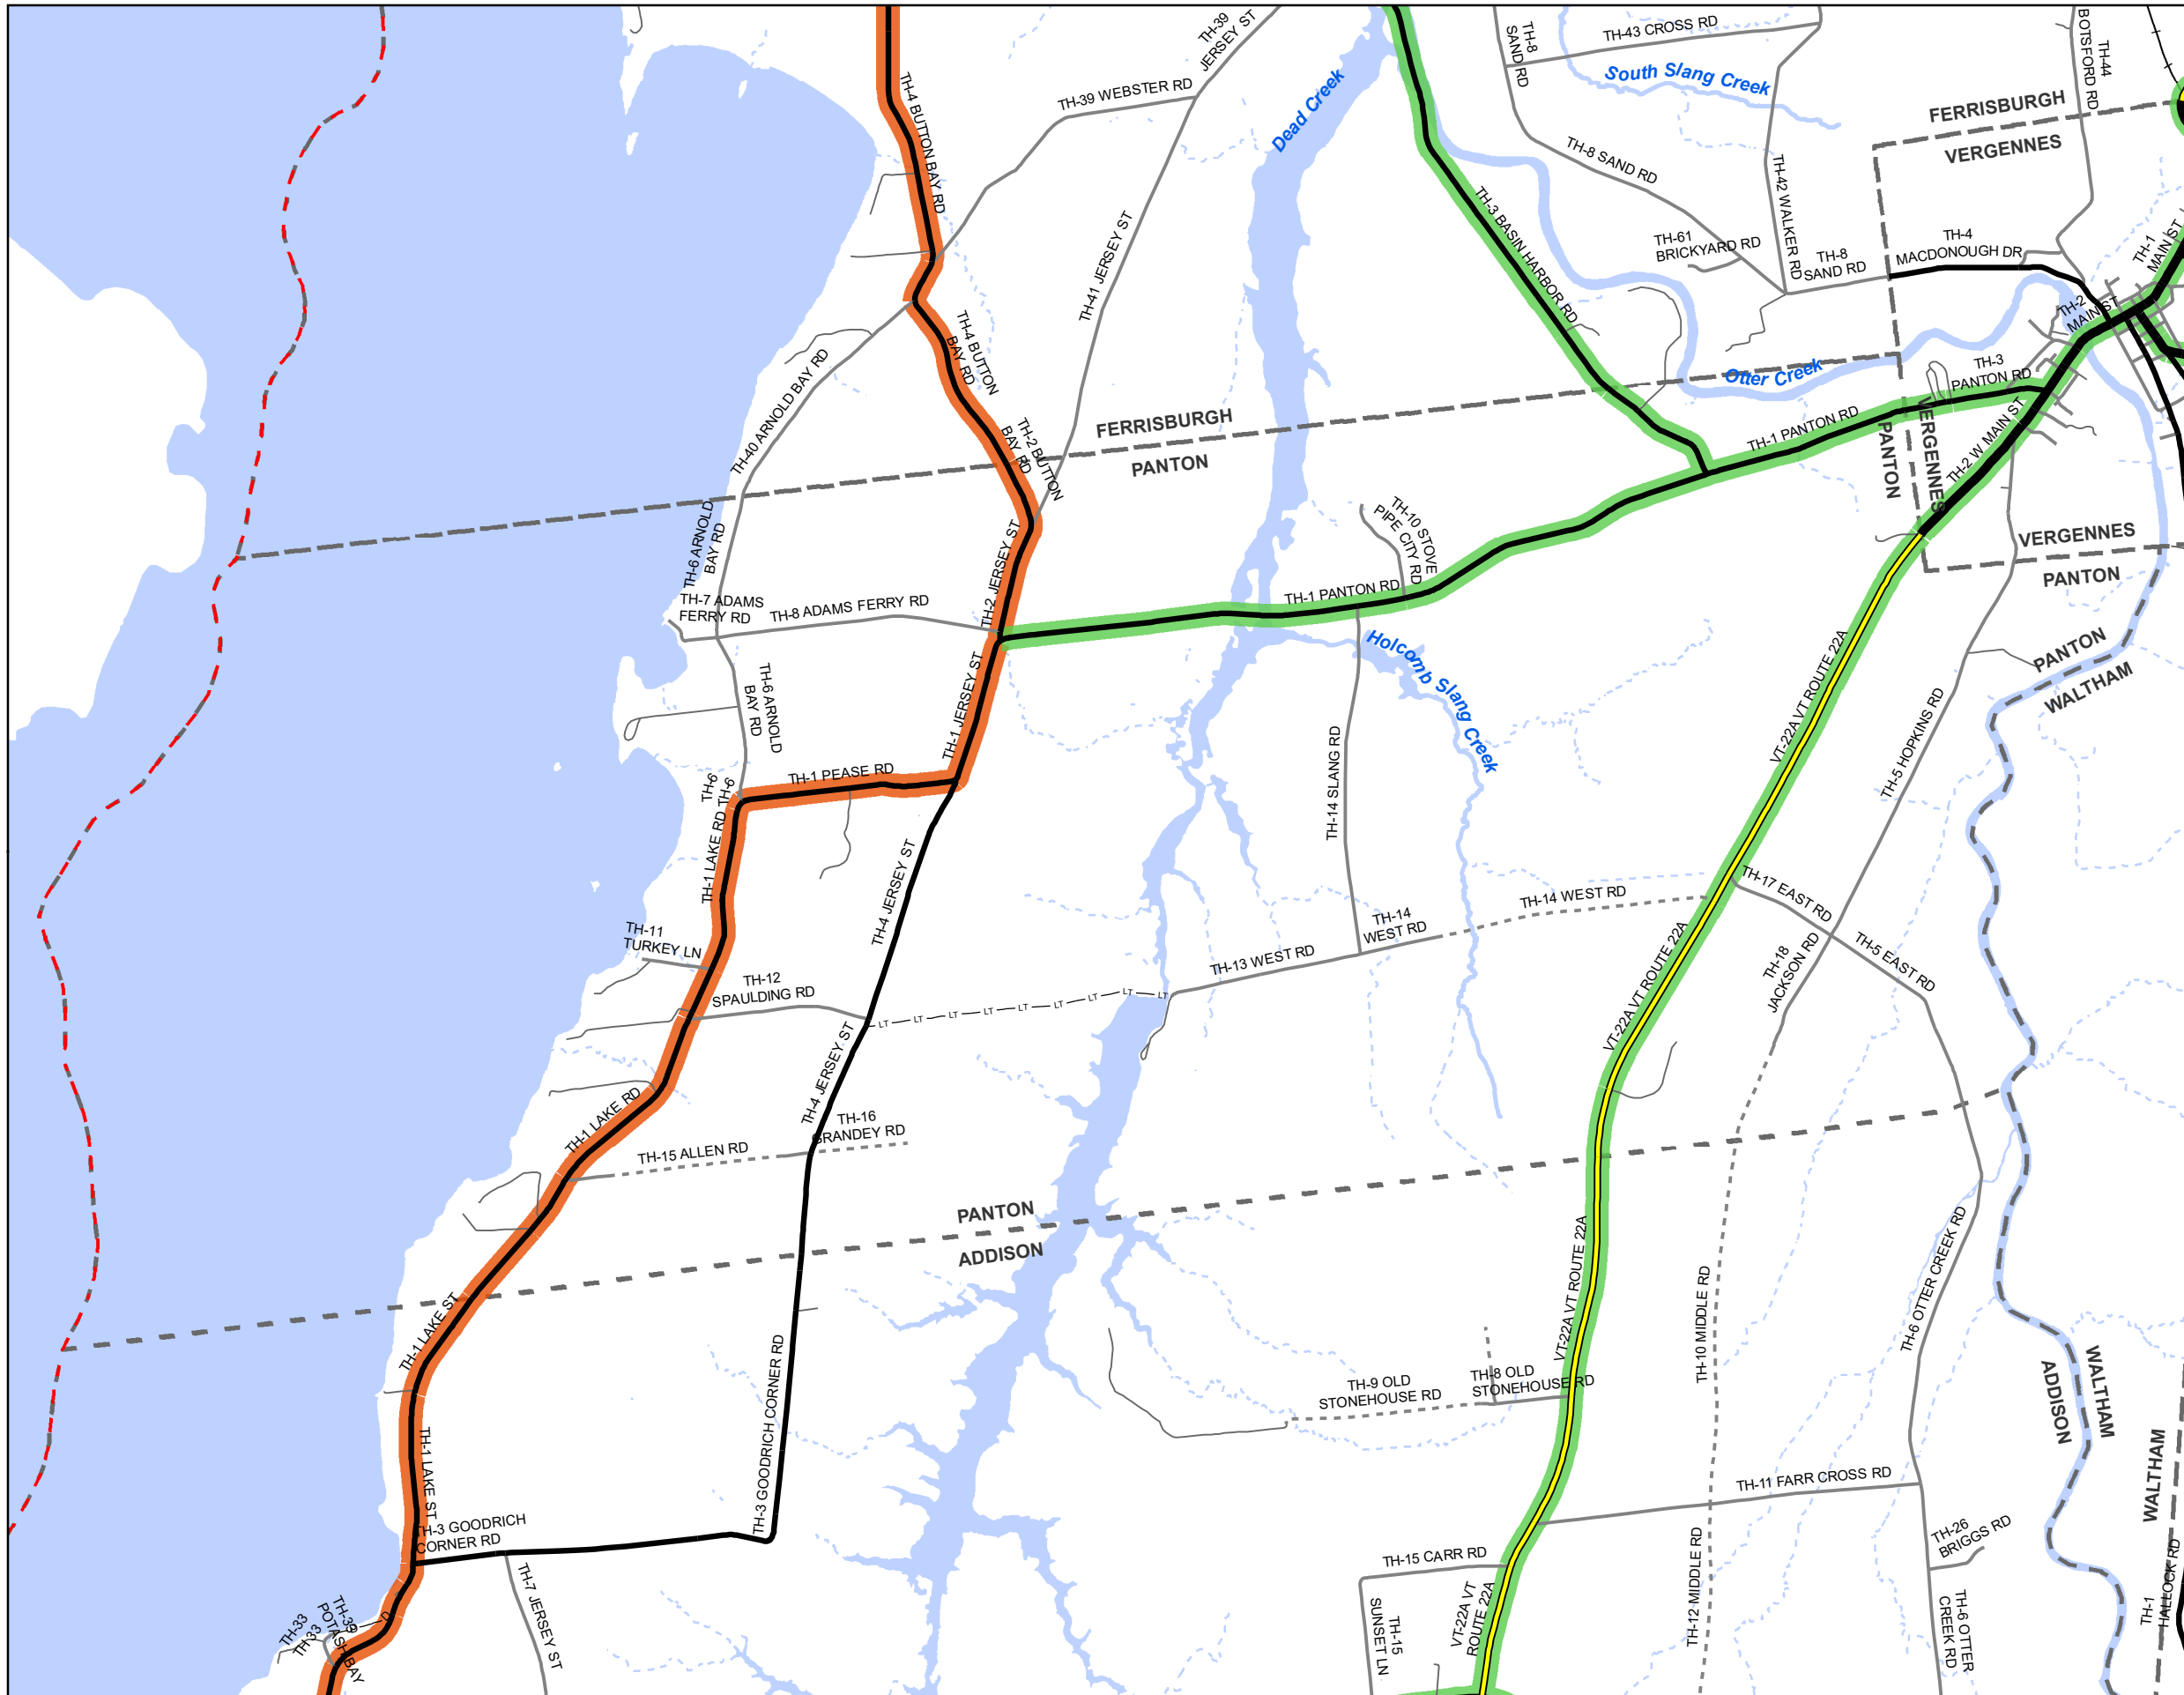 TH-39
JERSEY ST
TH-8
SAND RD
TH-43 CROSS RD
TH-44
BOTSFORD RD
South Slang Creek
TH-4 BUTTON BAY RD
TH-39 WEBSTER RD
Dead Creek
FERRISBURGH
VERGENNES
TH-8 SAND RD
TH-42 WALKER RD
TH-3 BASIN HARBOR RD
TH-61
BRICKYARD RD
TH-8
SAND RD
TH-4
MACDONOUGH DR
TH-1
MAIN ST
TH-41 JERSEY ST
TH-2
MAIN ST
TH-4 BUTTON
BAY RD
TH-40 ARNOLD BAY RD
Otter Creek
TH-3
PANTON RD
FERRISBURGH
PANTON
TH-2 BUTTON
BAY RD
TH-1 PANTON RD
VERGENNES
PANTON
TH-2 W MAIN ST
TH-6 ARNOLD
BAY RD
TH-10 STOVE
PIPE CITY RD
VERGENNES
PANTON
TH-2 JERSEY ST
TH-7 ADAMS
FERRY RD
TH-8 ADAMS FERRY RD
TH-1 PANTON RD
Holcomb Slang Creek
PANTON
WALTHAM
VT-22A VT ROUTE 22A
TH-1 JERSEY ST
TH-6 ARNOLD
BAY RD
TH-5 HOPKINS RD
TH-14 SLANG RD
TH-6
TH-6
TH-1 PEASE RD
TH-1 LAKE RD
TH-4 JERSEY ST
TH-17 EAST RD
TH-14 WEST RD
TH-14
WEST RD
TH-13 WEST RD
TH-11
TURKEY LN
TH-12
SPAULDING RD
VT-22A VT ROUTE 22A
TH-18
JACKSON RD
TH-5 EAST RD
LT LT LT LT LT LT LT LT LT
TH-4 JERSEY ST
TH-1 LAKE RD
TH-16
GRANDEY RD
TH-15 ALLEN RD
PANTON
ADDISON
VT-22A VT ROUTE 22A
TH-10 MIDDLE RD
TH-6 OTTER CREEK RD
TH-1 LAKE ST
TH-3 GOODRICH CORNER RD
TH-9 OLD
STONEHOUSE RD
TH-8 OLD
STONEHOUSE RD
WALTHAM
ADDISON
TH-1 LAKE ST
TH-11 FARR CROSS RD
WALTHAM
TH-3 GOODRICH
CORNER RD
TH-26
BRIGGS RD
TH-15 CARR RD
TH-12 MIDDLE RD
TH-7 JERSEY ST
TH-15
SUNSET LN
VT-22A VT
ROUTE 22A
TH-6 OTTER
CREEK RD
TH-1
HALLOCK RD
TH-33
TH-33
TH-39
POTASH BAY